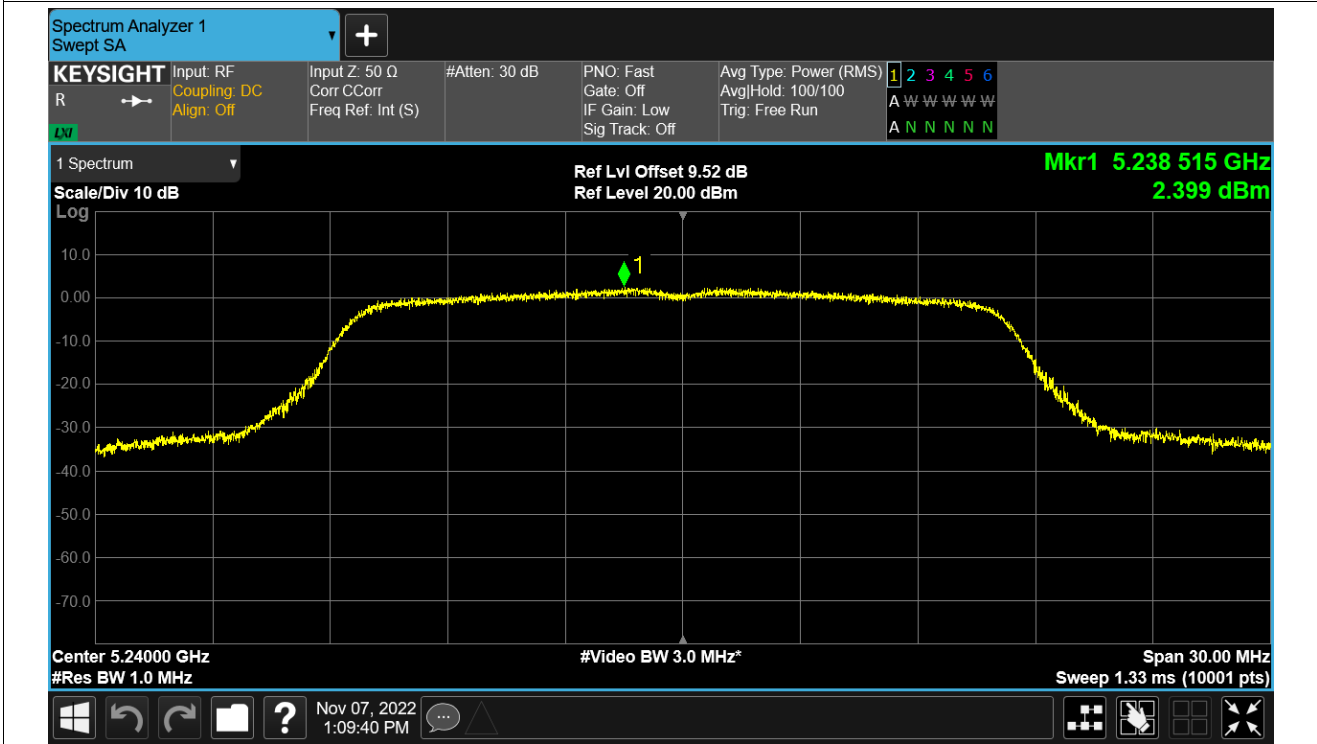 Spectrum Analyzer 1
Swept SA
KEYSIGHT
R
LXI
Input: RF
Coupling: DC
Align: Off
Input Z: 50 Ω
Corr CCorr
Freq Ref: Int (S)
#Atten: 30 dB
PNO: Fast
Gate: Off
IF Gain: Low
Sig Track: Off
Avg Type: Power (RMS)
Avg|Hold: 100/100
Trig: Free Run
1 2 3 4 5 6
A W W W W W
A N N N N N
1 Spectrum
Scale/Div 10 dB
Ref Lvl Offset 9.52 dB
Ref Level 20.00 dBm
Mkr1 5.238 515 GHz
2.399 dBm
Log
10.0
0.00
-10.0
-20.0
-30.0
-40.0
-50.0
-60.0
-70.0
1
Center 5.24000 GHz
#Res BW 1.0 MHz
#Video BW 3.0 MHz*
Span 30.00 MHz
Sweep 1.33 ms (10001 pts)
?
Nov 07, 2022
1:09:40 PM